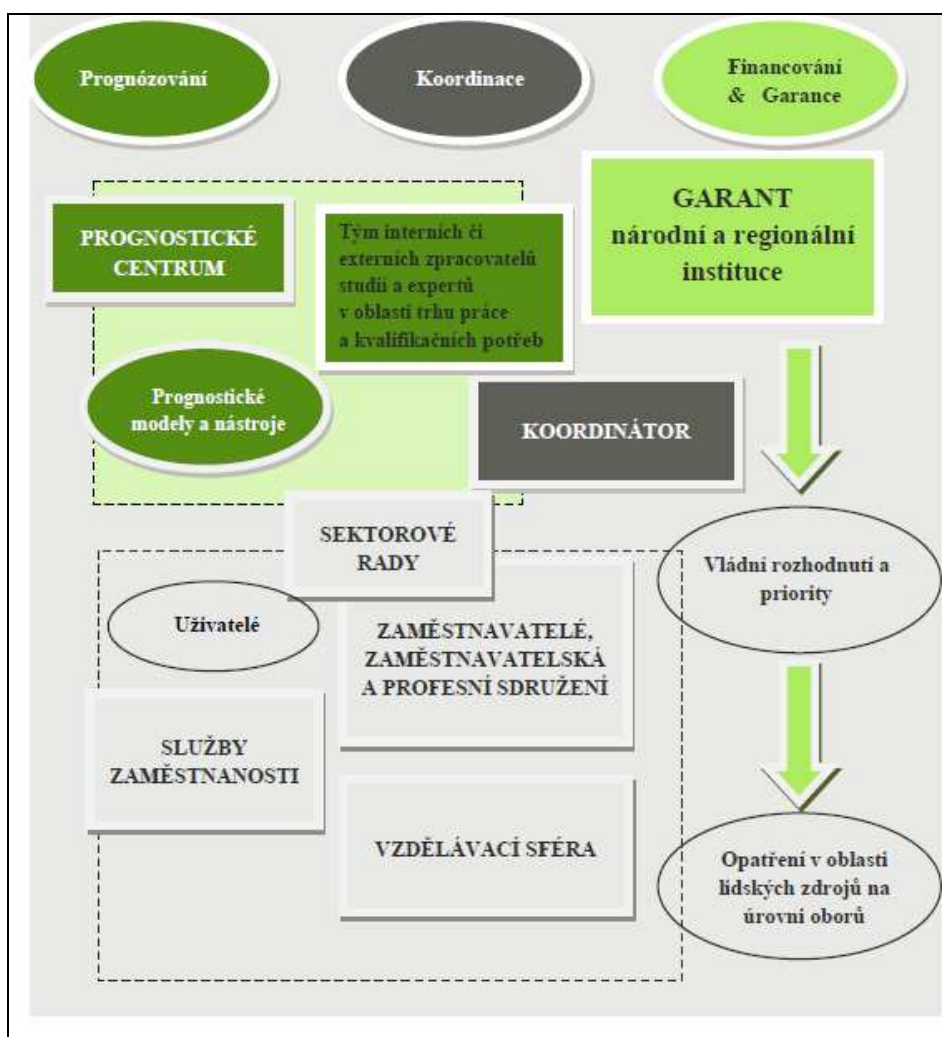 Prognózování
Koordinace
Financování
& Garance
PROGNOSTICKÉ
CENTRUM
Tým interních či
externích zpracovatelů
studií a expertů
v oblasti trhu práce
a kvalifikačních potřeb
GARANT
národní a regionální
instituce
Prognostické
modely a nástroje
KOORDINÁTOR
SEKTOROVÉ
RADY
Vládní rozhodnutí a
priority
Uživatelé
ZAMĚSTNAVATELÉ,
ZAMĚSTNAVATELSKÁ
A PROFESNÍ SDRUŽENÍ
SLUŽBY
ZAMĚSTNANOSTI
VZDĚLÁVACÍ SFÉRA
Opatření v oblasti
lidských zdrojů na
úrovni oborů